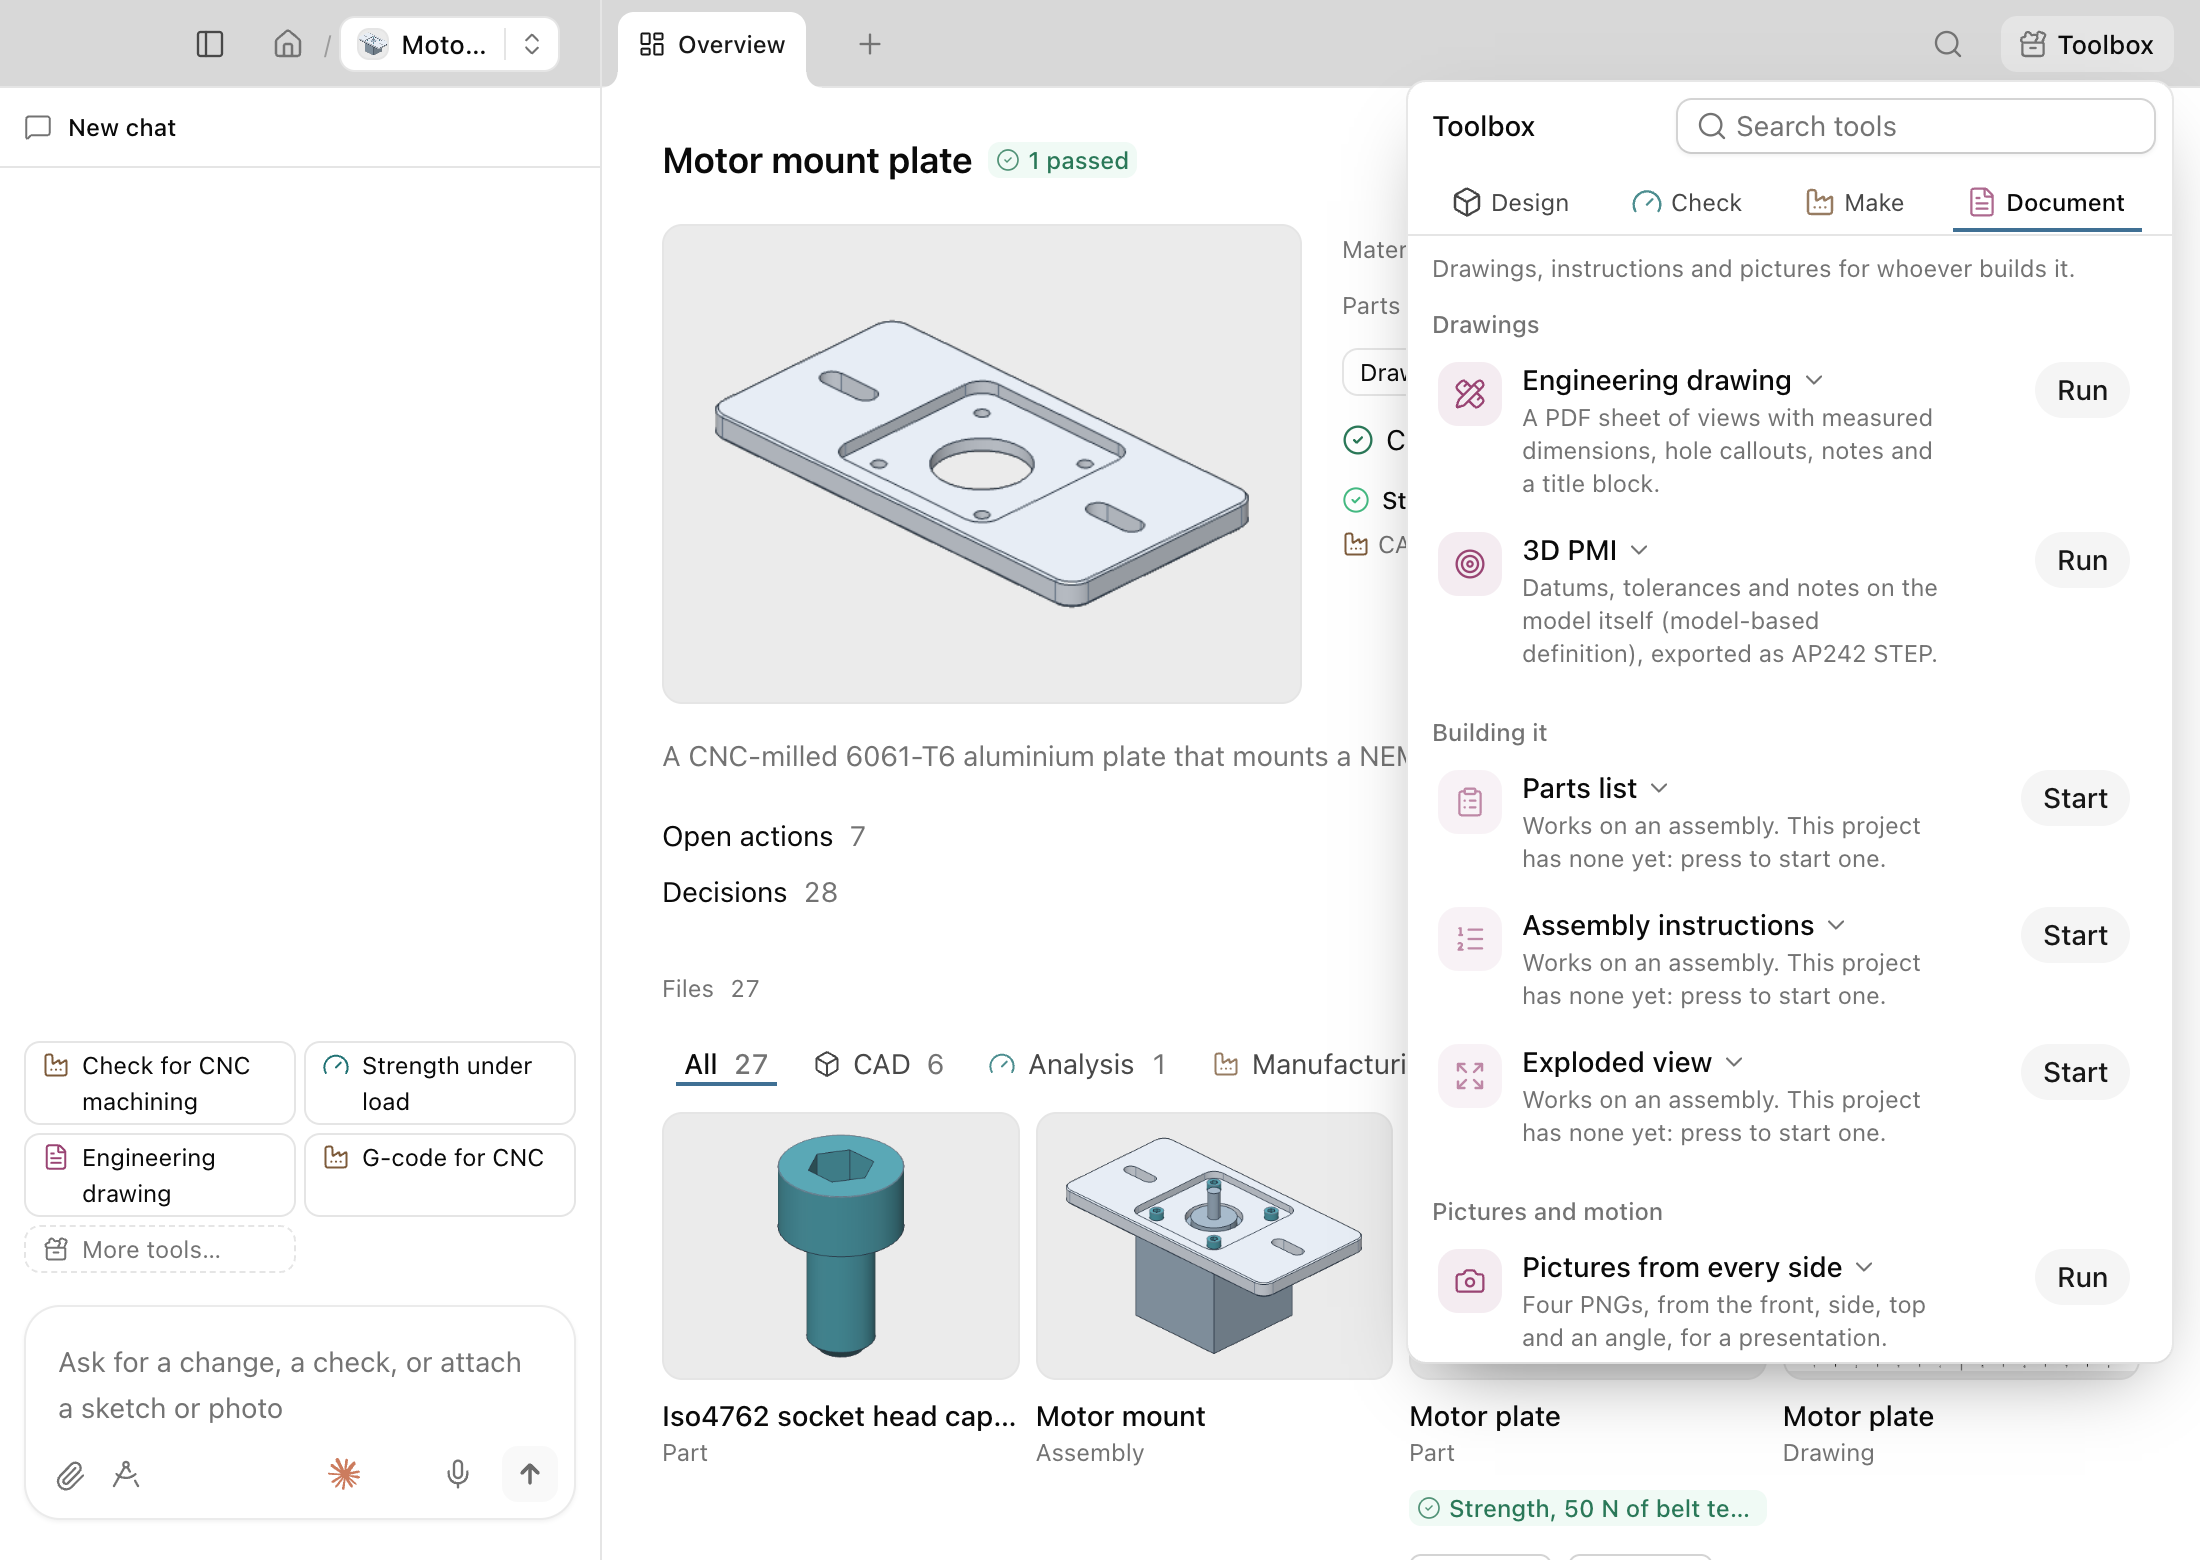 Moto...
Overview
Toolbox
New chat
Motor mount plate
1 passed
Mater
Parts
Draw
C
St
CA
A CNC-milled 6061-T6 aluminium plate that mounts a NEM
Open actions 7
Decisions 28
Files 27
All 27
CAD 6
Analysis 1
Manufacturi
Iso4762 socket head cap...
Part
Motor mount
Assembly
Motor plate
Part
Strength, 50 N of belt te...
Motor plate
Drawing
Toolbox
Search tools
Design
Check
Make
Document
Drawings, instructions and pictures for whoever builds it.
Drawings
Engineering drawing
A PDF sheet of views with measured
dimensions, hole callouts, notes and
a title block.
Run
3D PMI
Datums, tolerances and notes on the
model itself (model-based
definition), exported as AP242 STEP.
Run
Building it
Parts list
Works on an assembly. This project
has none yet: press to start one.
Start
Assembly instructions
Works on an assembly. This project
has none yet: press to start one.
Start
Exploded view
Works on an assembly. This project
has none yet: press to start one.
Start
Pictures and motion
Pictures from every side
Four PNGs, from the front, side, top
and an angle, for a presentation.
Run
Check for CNC
machining
Strength under
load
Engineering
drawing
G-code for CNC
More tools...
Ask for a change, a check, or attach
a sketch or photo